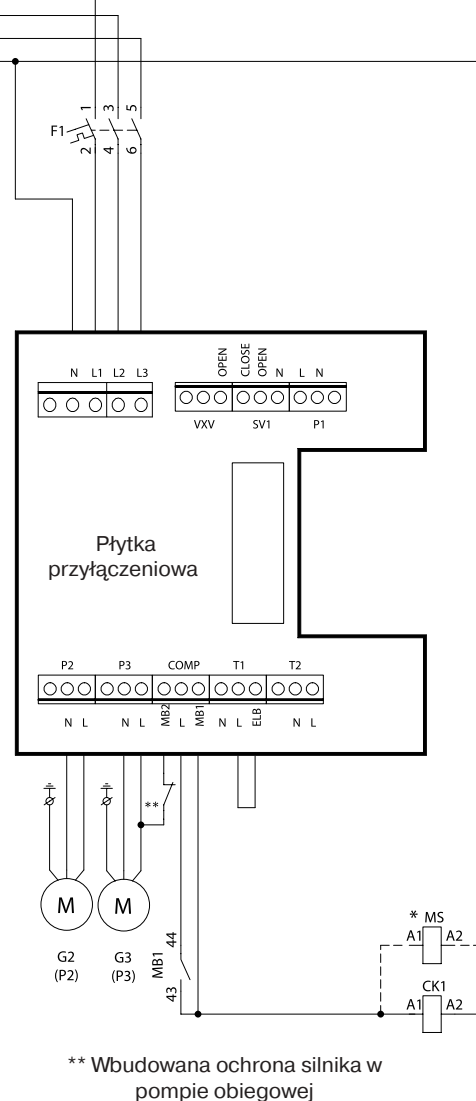 1 3 5
F1
2 4 6
N L1 L2 L3
OPEN CLOSE OPEN N L N
VXV SV1 P1
Płytka
przyłączeniowa
P2 P3 COMP T1 T2
N L N L MB2 L MB1 N L ELB N L
**
M M
G2 G3
(P2) (P3)
MB1 44 43
* MS
A1 A2
CK1
A1 A2
** Wbudowana ochrona silnika w
pompie obiegowej